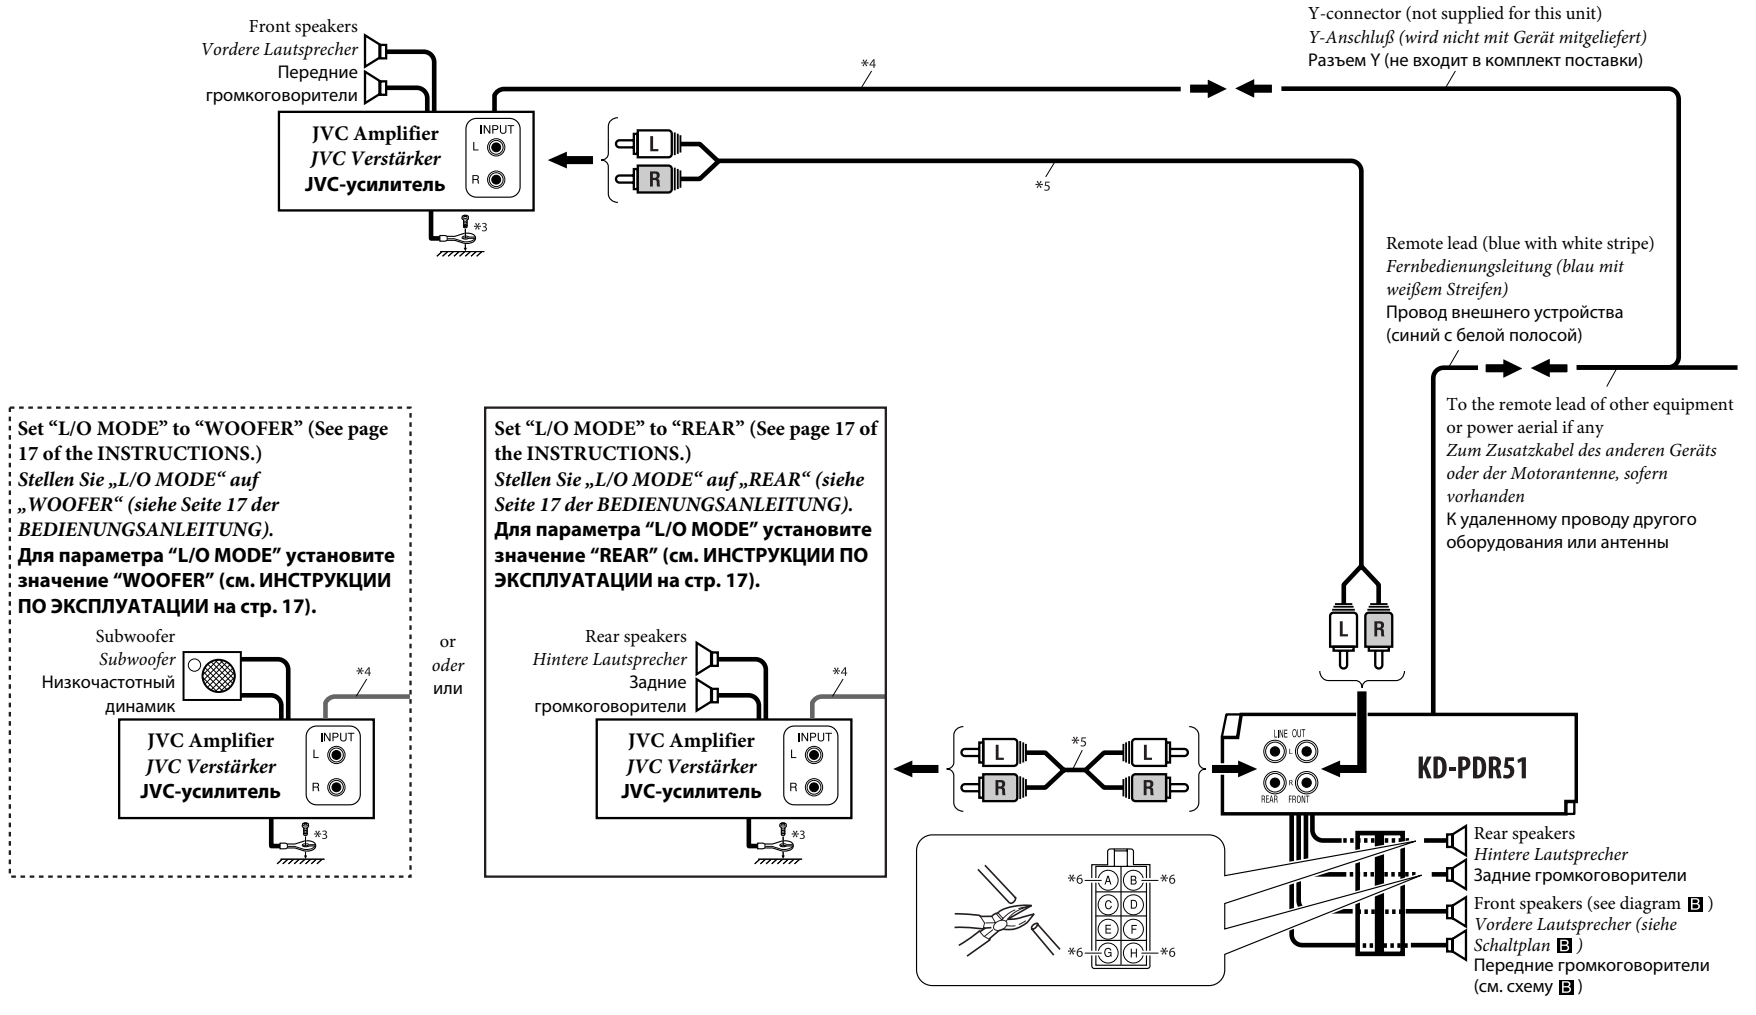 Front speakers
Vordere Lautsprecher
Передние
громкоговорители
JVC Amplifier
JVC Verstärker
JVC-усилитель
INPUT
L
R
*3
L
R
*4
*5
Y-connector (not supplied for this unit)
Y-Anschluß (wird nicht mit Gerät mitgeliefert)
Разъем Y (не входит в комплект поставки)
Remote lead (blue with white stripe)
Fernbedienungsleitung (blau mit
weißem Streifen)
Провод внешнего устройства
(синий с белой полосой)
To the remote lead of other equipment
or power aerial if any
Zum Zusatzkabel des anderen Geräts
oder der Motorantenne, sofern
vorhanden
К удаленному проводу другого
оборудования или антенны
Set “L/O MODE” to “WOOFER” (See page
17 of the INSTRUCTIONS.)
Stellen Sie „L/O MODE“ auf
„WOOFER“ (siehe Seite 17 der
BEDIENUNGSANLEITUNG).
Для параметра “L/O MODE” установите
значение “WOOFER” (см. ИНСТРУКЦИИ
ПО ЭКСПЛУАТАЦИИ на стр. 17).
Subwoofer
Subwoofer
Низкочастотный
динамик
*4
JVC Amplifier
JVC Verstärker
JVC-усилитель
INPUT
L
R
*3
or
oder
или
Set “L/O MODE” to “REAR” (See page 17 of
the INSTRUCTIONS.)
Stellen Sie „L/O MODE“ auf „REAR“ (siehe
Seite 17 der BEDIENUNGSANLEITUNG).
Для параметра “L/O MODE” установите
значение “REAR” (см. ИНСТРУКЦИИ ПО
ЭКСПЛУАТАЦИИ на стр. 17).
Rear speakers
Hintere Lautsprecher
Задние
громкоговорители
*4
JVC Amplifier
JVC Verstärker
JVC-усилитель
INPUT
L
R
*3
L
R
*5
L
R
L R
LINE OUT
L
R
REAR FRONT
KD-PDR51
*6 A B *6
C D
E F
*6 G H *6
Rear speakers
Hintere Lautsprecher
Задние громкоговорители
Front speakers (see diagram B )
Vordere Lautsprecher (siehe
Schaltplan B )
Передние громкоговорители
(см. схему B )